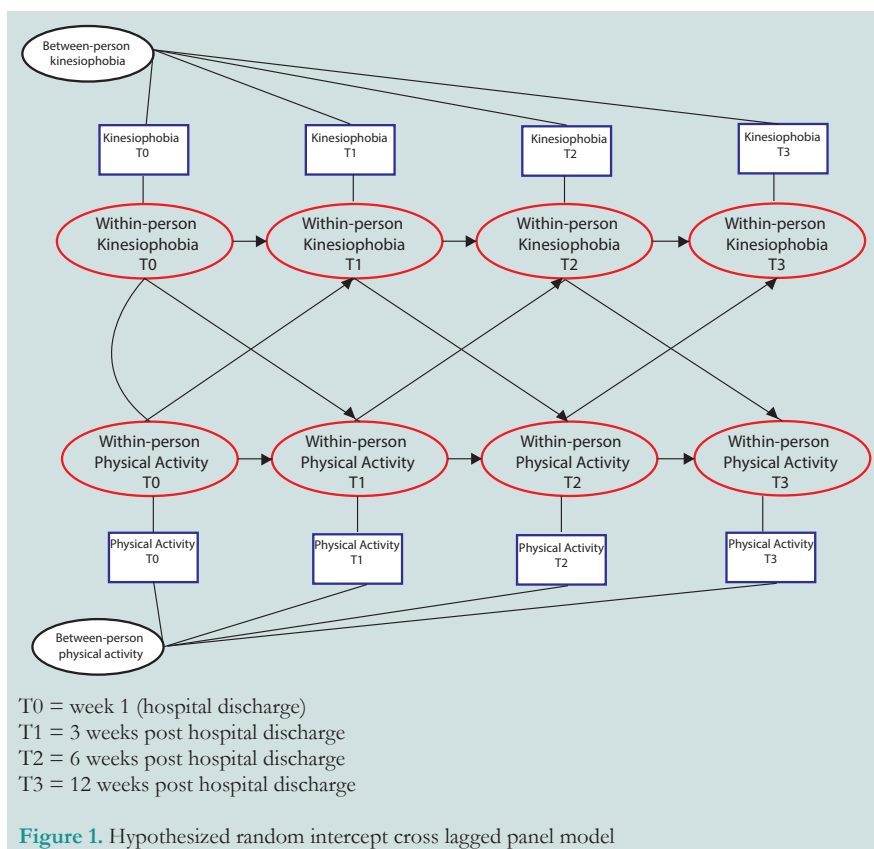 Between-person
kinesiophobia
Kinesiophobia
T0
Kinesiophobia
T1
Kinesiophobia
T2
Kinesiophobia
T3
Within-person
Kinesiophobia
T0
Within-person
Kinesiophobia
T1
Within-person
Kinesiophobia
T2
Within-person
Kinesiophobia
T3
Within-person
Physical Activity
T0
Within-person
Physical Activity
T1
Within-person
Physical Activity
T2
Within-person
Physical Activity
T3
Physical Activity
T0
Physical Activity
T1
Physical Activity
T2
Physical Activity
T3
Between-person
physical activity
T0 = week 1 (hospital discharge)
T1 = 3 weeks post hospital discharge
T2 = 6 weeks post hospital discharge
T3 = 12 weeks post hospital discharge
Figure 1. Hypothesized random intercept cross lagged panel model